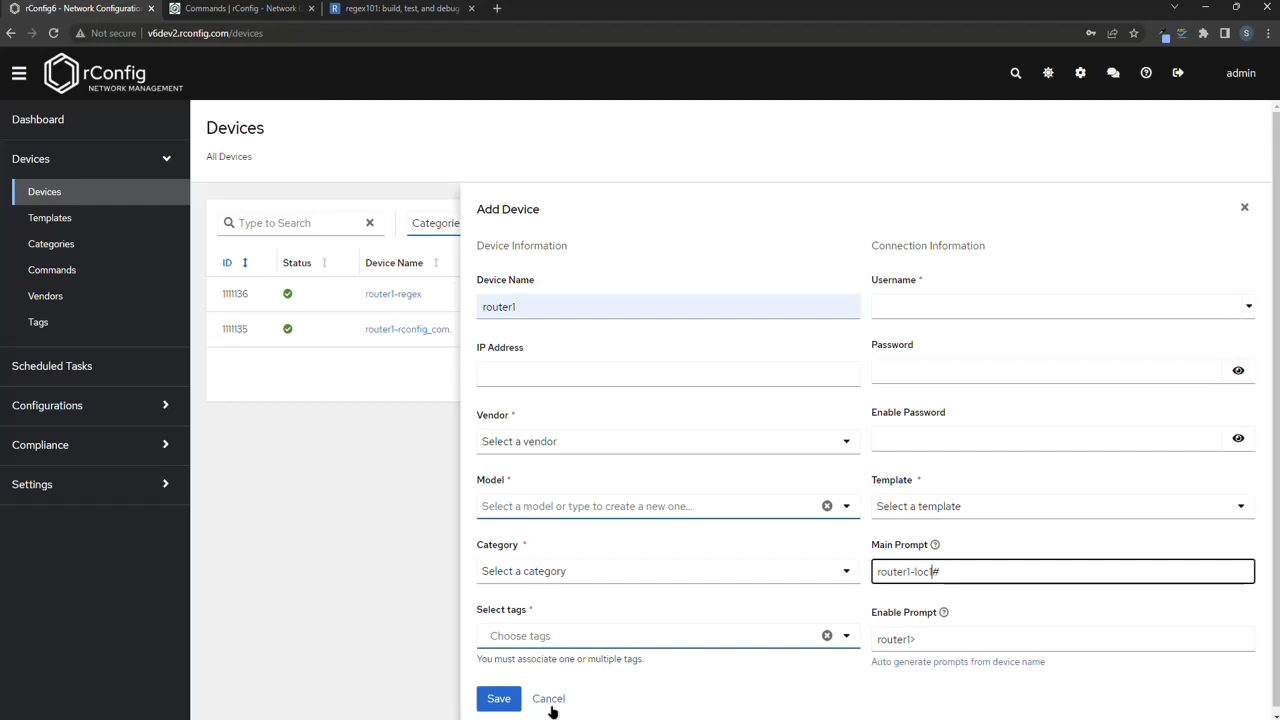 rConfig6 - Network Configuratio
Commands | rConfig - Network C
regex101: build, test, and debug
Not secure | v6dev2.rconfig.com/devices
S
rConfig
NETWORK MANAGEMENT
admin
Dashboard
Devices
Devices
Templates
Categories
Commands
Vendors
Tags
Scheduled Tasks
Configurations
Compliance
Settings
Devices
All Devices
Type to Search
Categorie
ID
Status
Device Name
1111136
router1-regex
1111135
router1-rconfig_com.
Add Device
Device Information
Device Name
router1
IP Address
Vendor *
Select a vendor
Model *
Select a model or type to create a new one...
Category *
Select a category
Select tags *
Choose tags
You must associate one or multiple tags.
Save
Cancel
Connection Information
Username *
Password
Enable Password
Template *
Select a template
Main Prompt
router1-loc1#
Enable Prompt
router1>
Auto generate prompts from device name